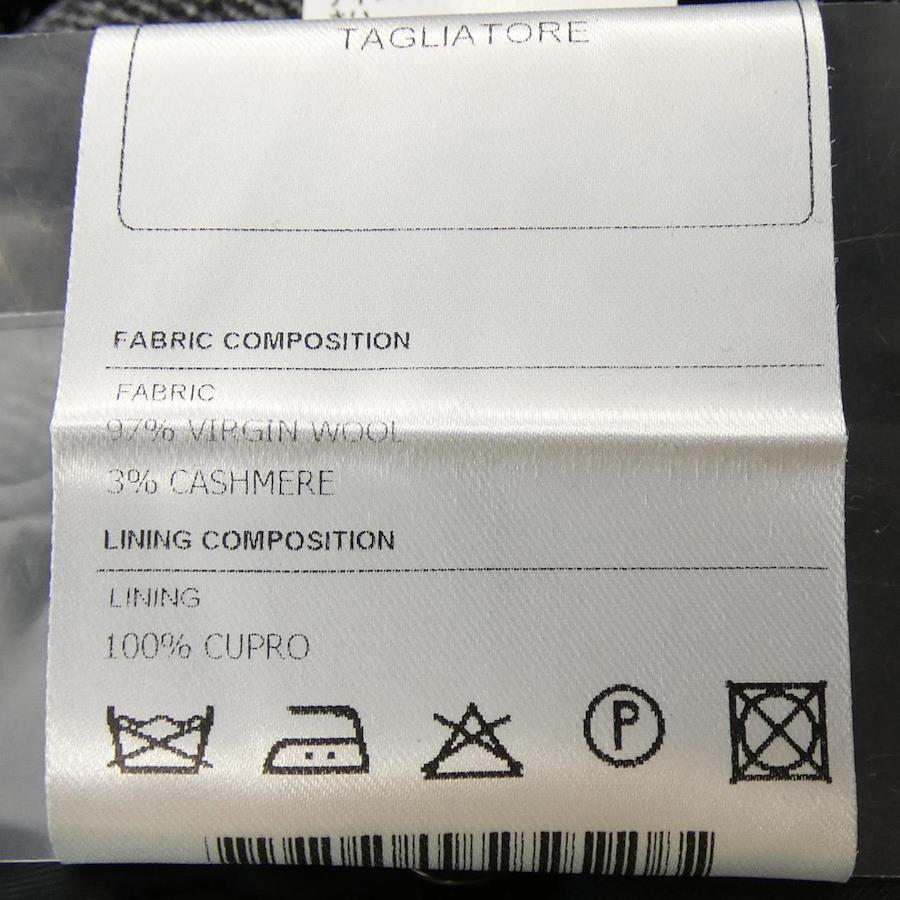 TAGLIATORE
FABRIC COMPOSITION
FABRIC
97% VIRGIN WOOL
3% CASHMERE
LINING COMPOSITION
LINING
100% CUPRO
P